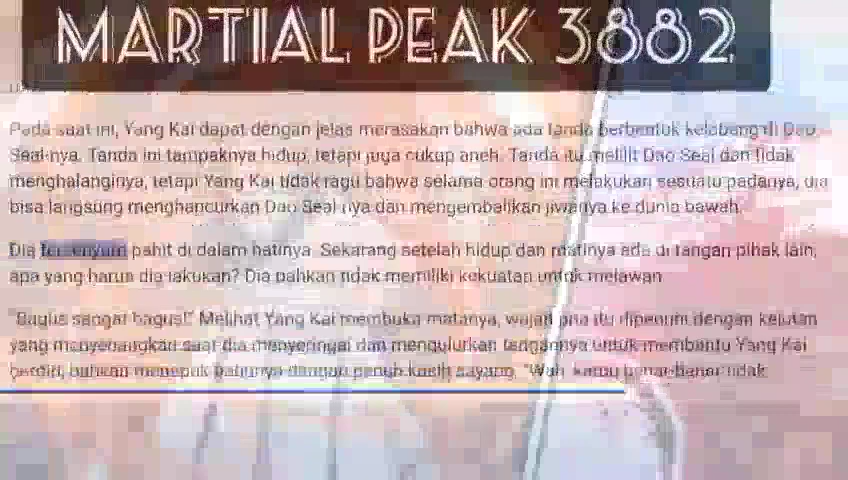 MARTIAL PEAK 3882
Pada saat ini, Yang Kai dapat dengan jelas merasakan bahwa ada tanda berbentuk kelabang di Dao
Seal-nya. Tanda ini tampaknya hidup, tetapi juga cukup aneh. Tanda itu melilit Dao Seal dan tidak
menghalanginya, tetapi Yang Kai tidak ragu bahwa selama orang ini melakukan sesuatu padanya, dia
bisa langsung menghancurkan Dao Seal-nya dan mengembalikan jiwanya ke dunia bawah.
Dia tersenyum pahit di dalam hatinya. Sekarang setelah hidup dan matinya ada di tangan pihak lain,
apa yang harus dia lakukan? Dia bahkan tidak memiliki kekuatan untuk melawan.
"Bagus sangat bagus!" Melihat Yang Kai membuka matanya, wajah pria itu dipenuhi dengan kerutan
yang menyenangkan saat dia menyeringai dan mengulurkan tangannya untuk membantu Yang Kai
berdiri, bahkan menepuk bahunya dengan penuh kasih sayang. "Wah, kamu benar-benar tidak